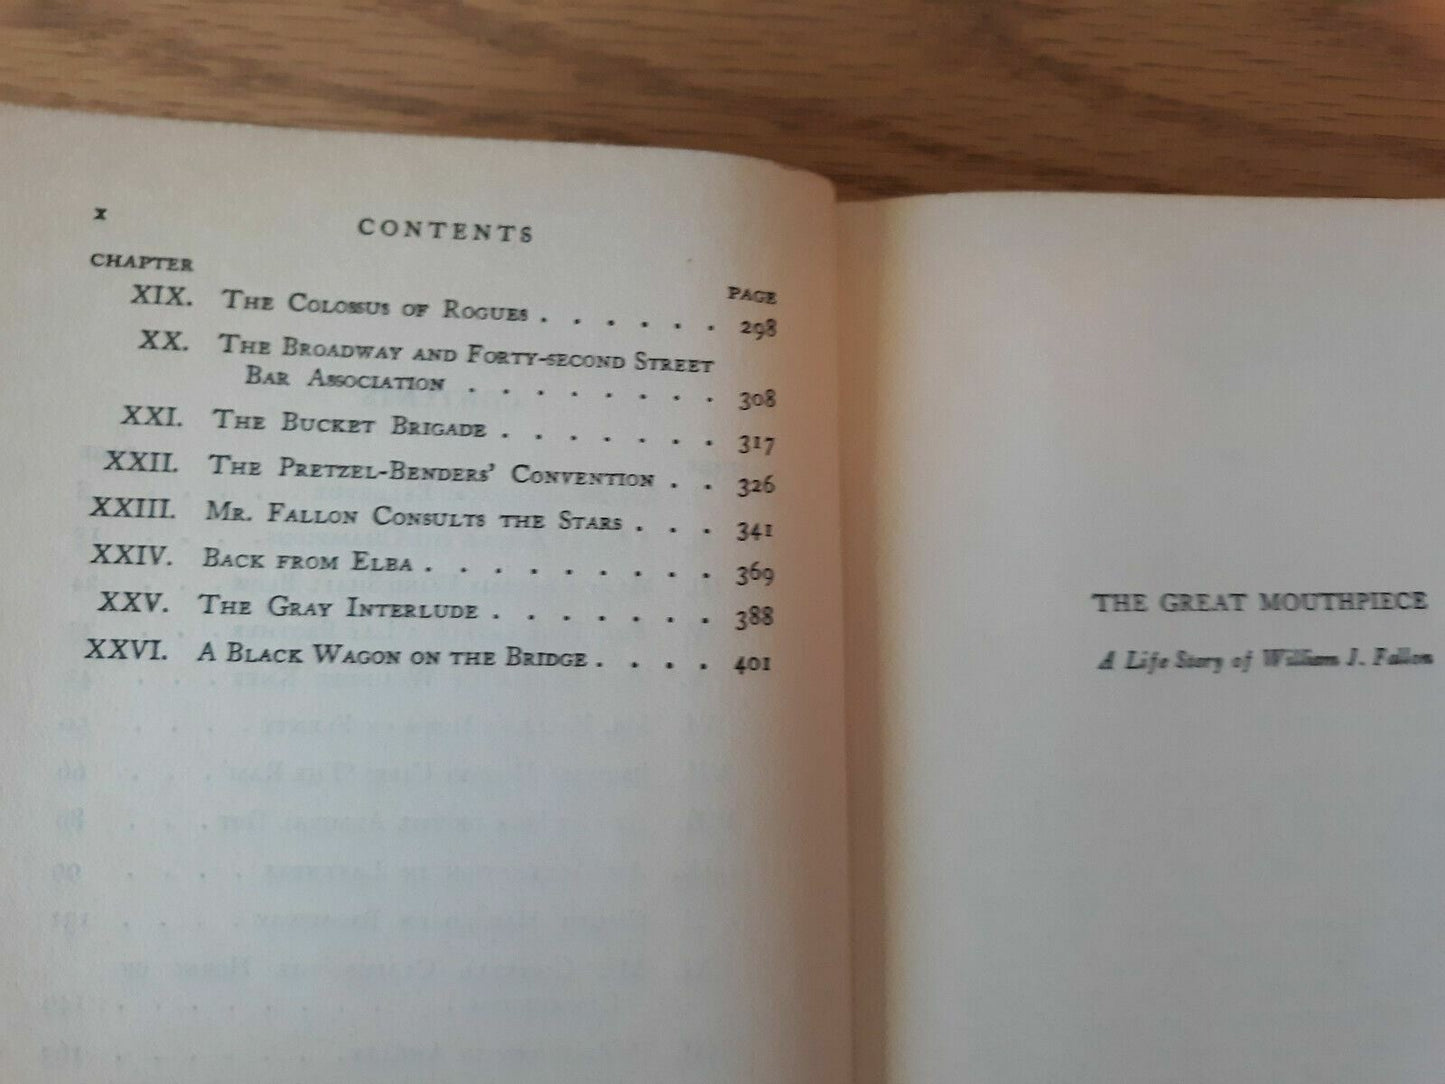 x
CONTENTS
CHAPTER
PAGE
XIX. THE COLOSSUS OF ROGUES . . . . . . 298
XX. THE BROADWAY AND FORTY-SECOND STREET
BAR ASSOCIATION . . . . . . . . 308
XXI. THE BUCKET BRIGADE . . . . . . . 317
XXII. THE PRETZEL-BENDERS' CONVENTION . . 326
XXIII. MR. FALLON CONSULTS THE STARS . . . 341
XXIV. BACK FROM ELBA . . . . . . . . . 369
XXV. THE GRAY INTERLUDE . . . . . . . 388
XXVI. A BLACK WAGON ON THE BRIDGE . . . . 401
THE GREAT MOUTHPIECE
A Life Story of William J. Fallon